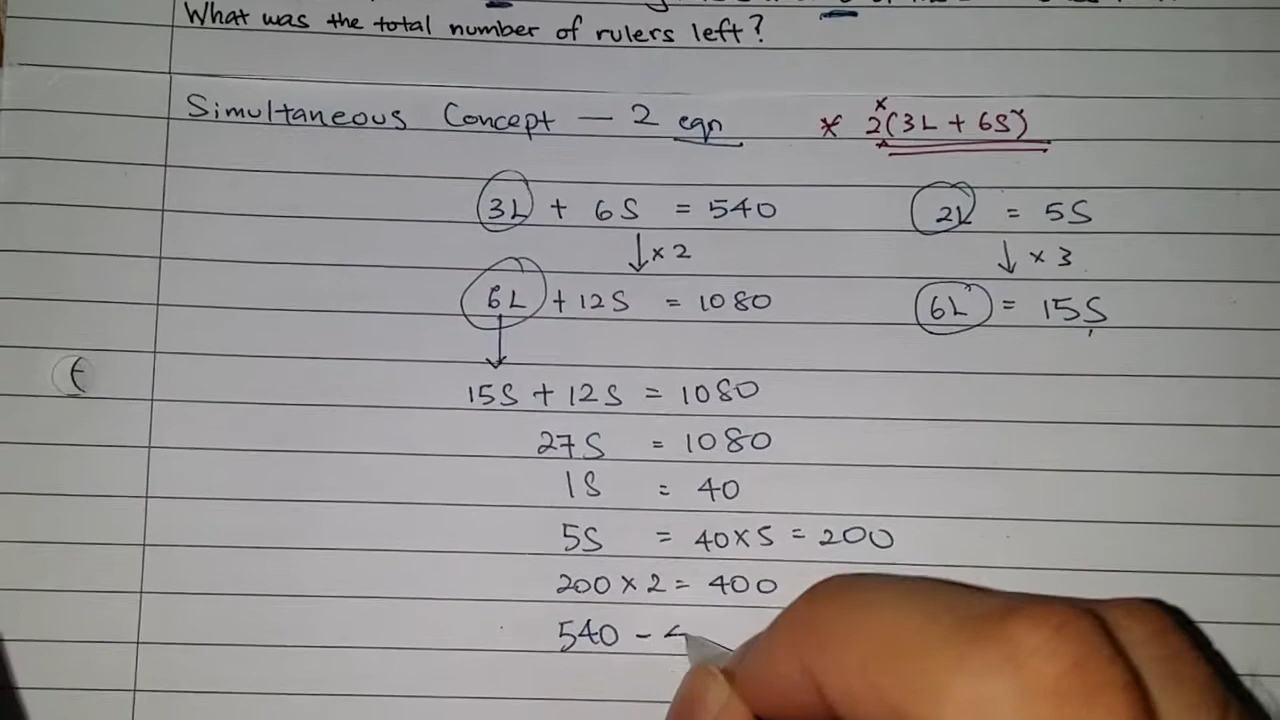 What was the total number of rulers left?
Simultaneous Concept — 2 eqn * 2(3L + 6S)
3L + 6S = 540 2L = 5S
↓ x 2 ↓ x 3
6L + 12S = 1080 6L = 15S
15S + 12S = 1080
27S = 1080
1S = 40
5S = 40 x 5 = 200
200 x 2 = 400
540 -